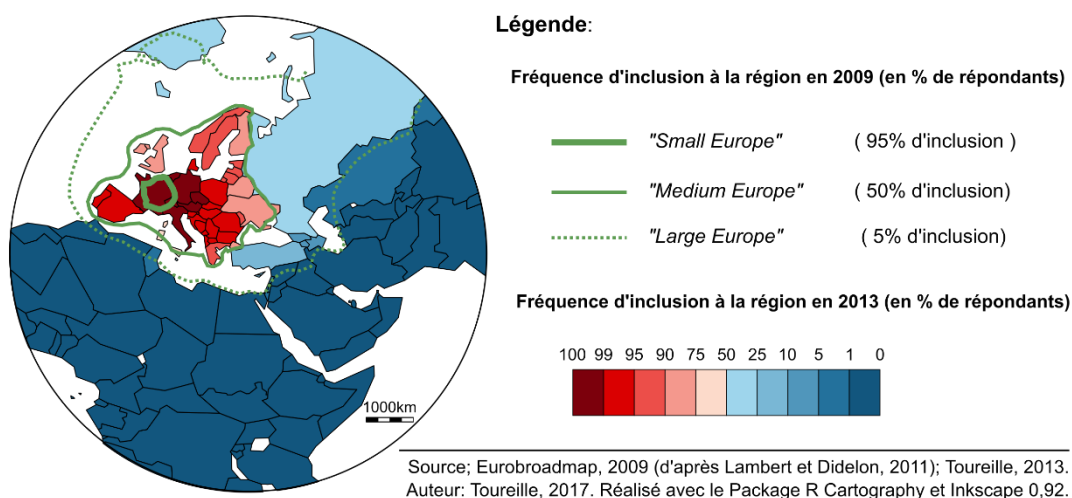 Légende:
Fréquence d'inclusion à la région en 2009 (en % de répondants)
"Small Europe" ( 95% d'inclusion )
"Medium Europe" ( 50% d'inclusion)
"Large Europe" ( 5% d'inclusion)
Fréquence d'inclusion à la région en 2013 (en % de répondants)
100 99 95 90 75 50 25 10 5 1 0
1000km
Source; Eurobroadmap, 2009 (d'après Lambert et Didelon, 2011); Toureille, 2013.
Auteur: Toureille, 2017. Réalisé avec le Package R Cartography et Inkscape 0,92.